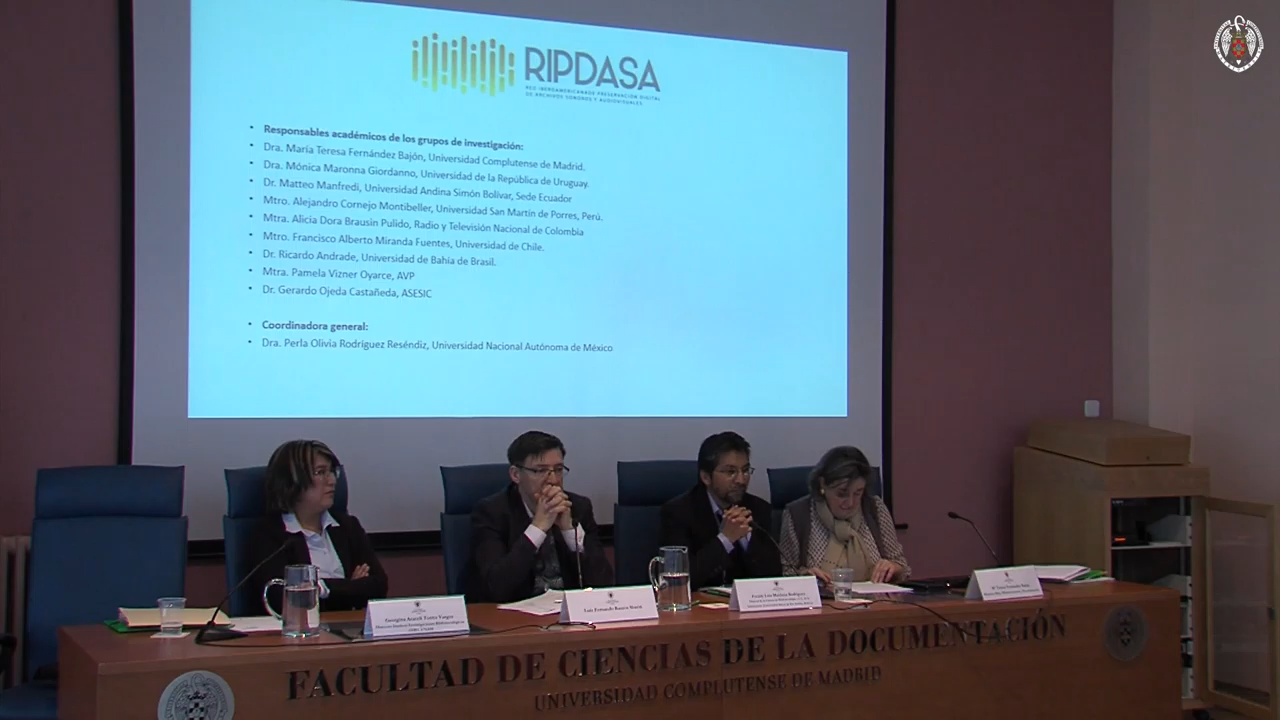 RIPDASA
RED IBEROAMERICANA DE PRESERVACIÓN DIGITAL
DE ARCHIVOS SONOROS Y AUDIOVISUALES
• Responsables académicos de los grupos de investigación:
• Dra. María Teresa Fernández Bajón, Universidad Complutense de Madrid.
• Dra. Mónica Maronna Giordanno, Universidad de la República de Uruguay.
• Dr. Matteo Manfredi, Universidad Andina Simón Bolívar, Sede Ecuador
• Mtro. Alejandro Cornejo Montibeller, Universidad San Martín de Porres, Perú.
• Mtra. Alicia Dora Brausin Pulido, Radio y Televisión Nacional de Colombia
• Mtro. Francisco Alberto Miranda Fuentes, Universidad de Chile.
• Dr. Ricardo Andrade, Universidad de Bahía de Brasil.
• Mtra. Pamela Vizner Oyarce, AVP
• Dr. Gerardo Ojeda Castañeda, ASESIC
• Coordinadora general:
• Dra. Perla Olivia Rodríguez Reséndiz, Universidad Nacional Autónoma de México
Georgina Araceli Torres Vargas
FACULTAD DE CIENCIAS DE LA DOCUMENTACIÓN
UNIVERSIDAD COMPLUTENSE DE MADRID